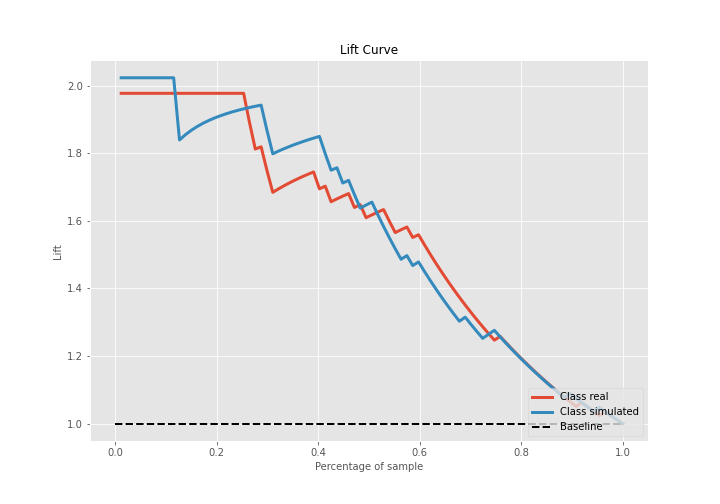 Lift Curve
Lift
2.0
1.8
1.6
1.4
1.2
1.0
0.0
0.2
0.4
0.6
0.8
1.0
Percentage of sample
Class real
Class simulated
Baseline